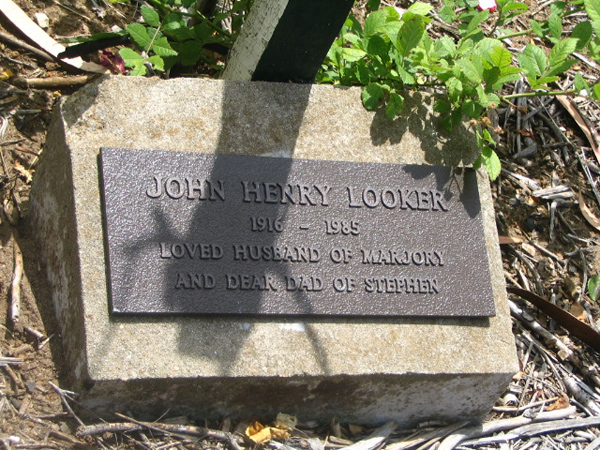 JOHN HENRY LOOKER
1916 - 1985
LOVED HUSBAND OF MARJORY
AND DEAR DAD OF STEPHEN